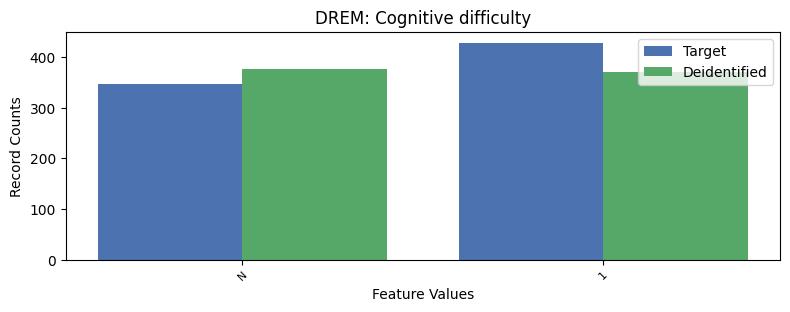 DREM: Cognitive difficulty
Target
Deidentified
Record Counts
400
300
200
100
0
N
1
Feature Values